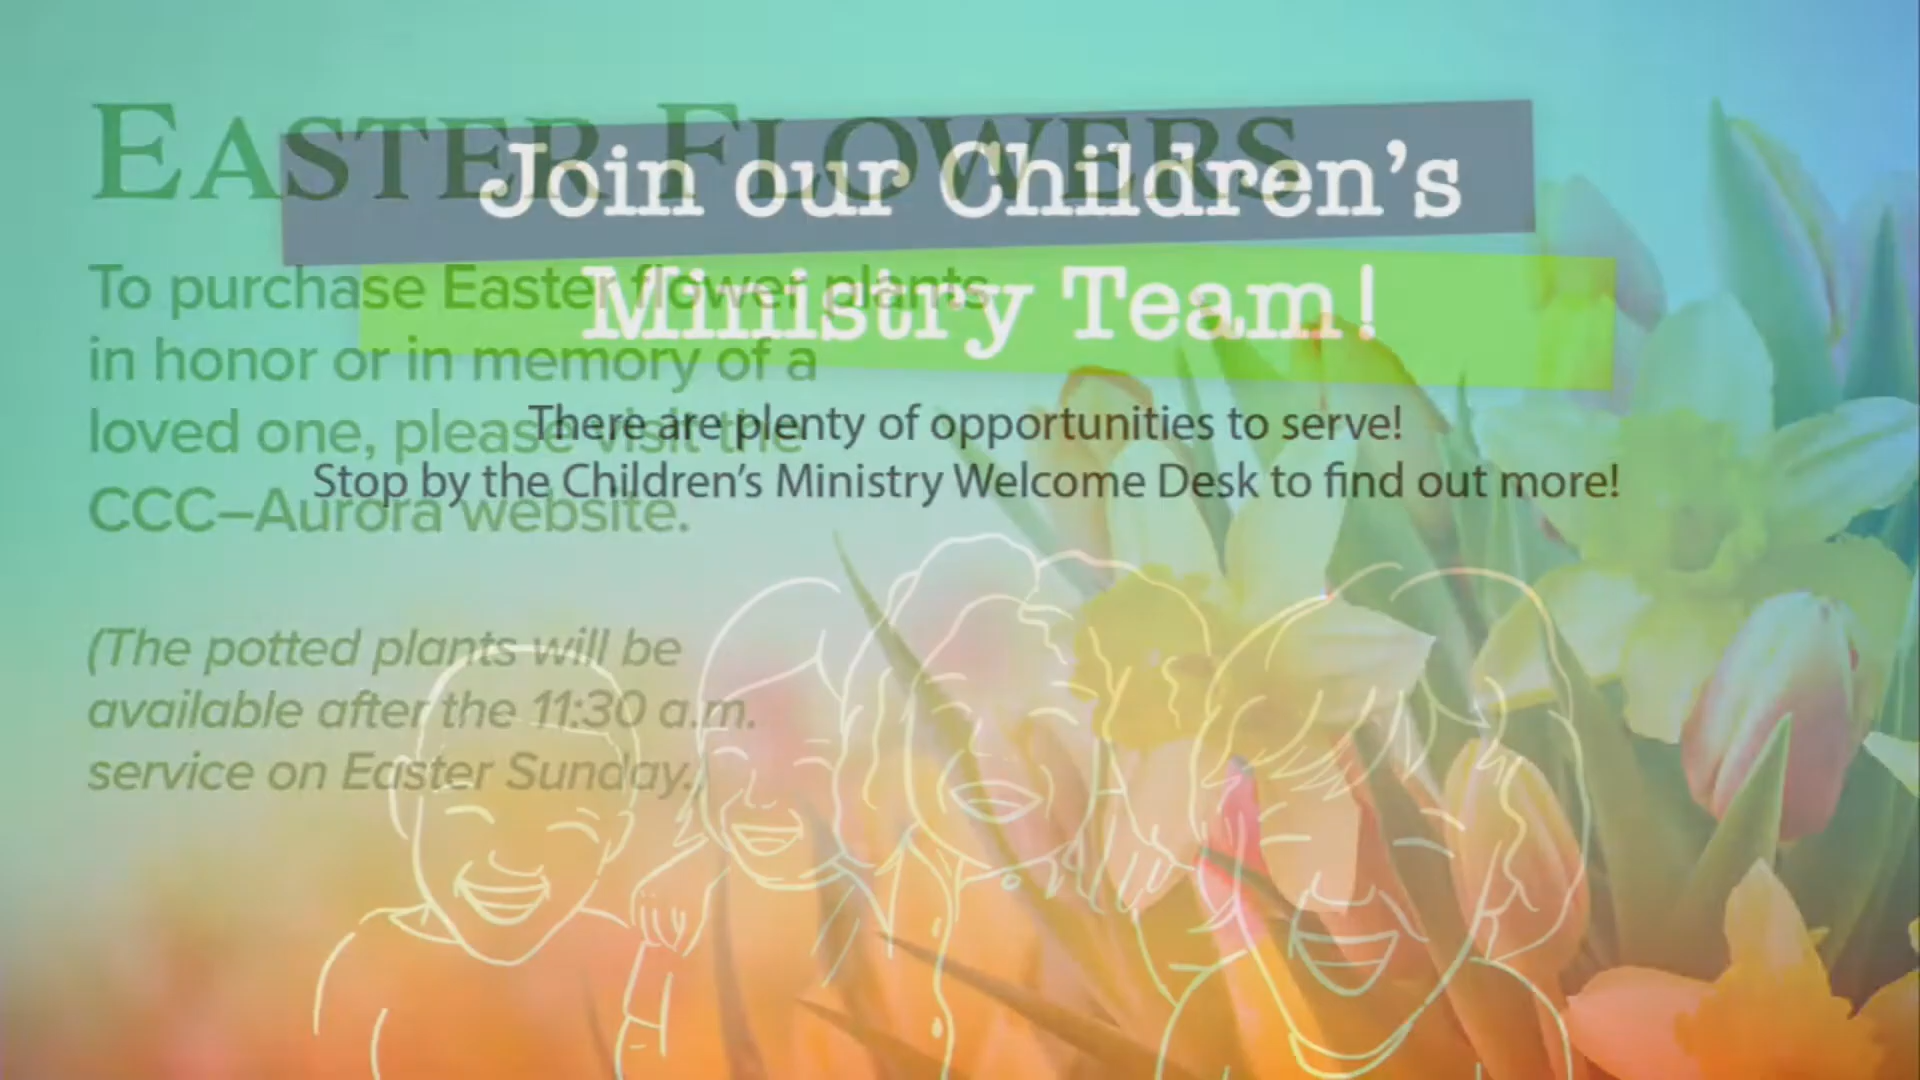 EASTER FLOWERS
To purchase Easter flower plants
in honor or in memory of a
loved one, please visit the
CCC–Aurora website.
(The potted plants will be
available after the 11:30 a.m.
service on Easter Sunday.)
Join our Children’s
Ministry Team!
There are plenty of opportunities to serve!
Stop by the Children’s Ministry Welcome Desk to find out more!